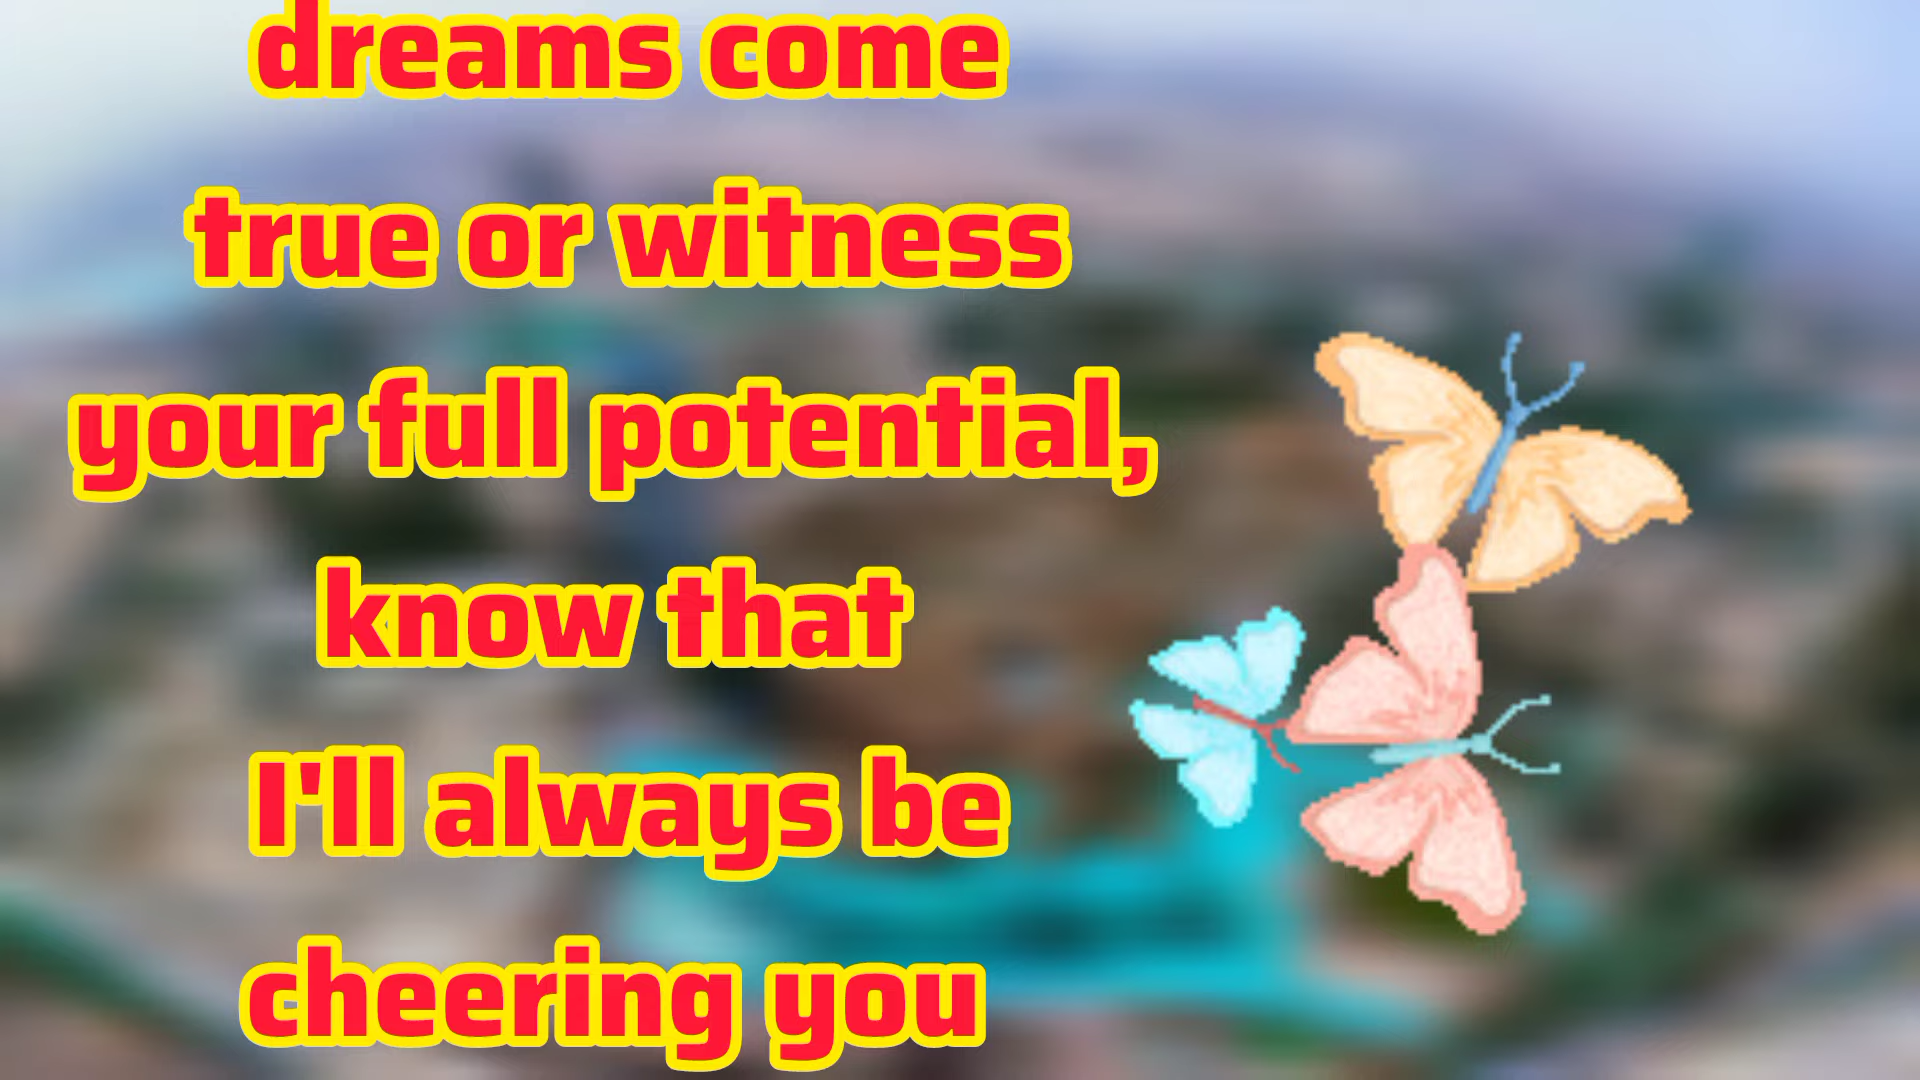 dreams come
true or witness
your full potential,
know that
I'll always be
cheering you